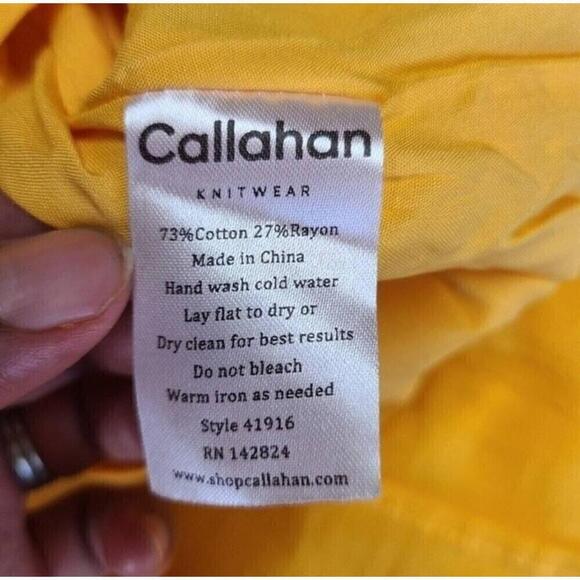 Callahan
KNITWEAR
73%Cotton 27%Rayon
Made in China
Hand wash cold water
Lay flat to dry or
Dry clean for best results
Do not bleach
Warm iron as needed
Style 41916
RN 142824
www.shopcallahan.com